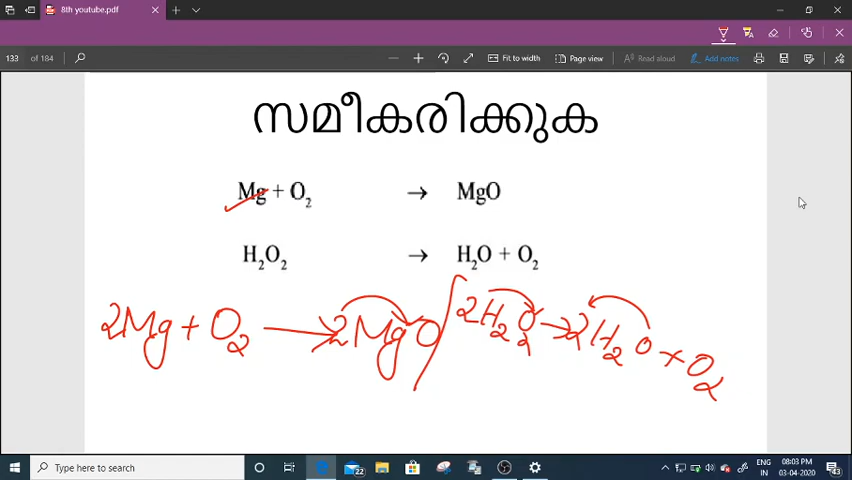 8th youtube.pdf
133 of 184
Fit to width
Page view
Read aloud
Add notes
സമീകരിക്കുക
Mg + O₂ → MgO
H₂O₂ → H₂O + O₂
2Mg + O₂ → 2MgO / 2H₂O₂ → 2H₂O + O₂
Type here to search
22
ENG
IN
08:03 PM
03-04-2020
43